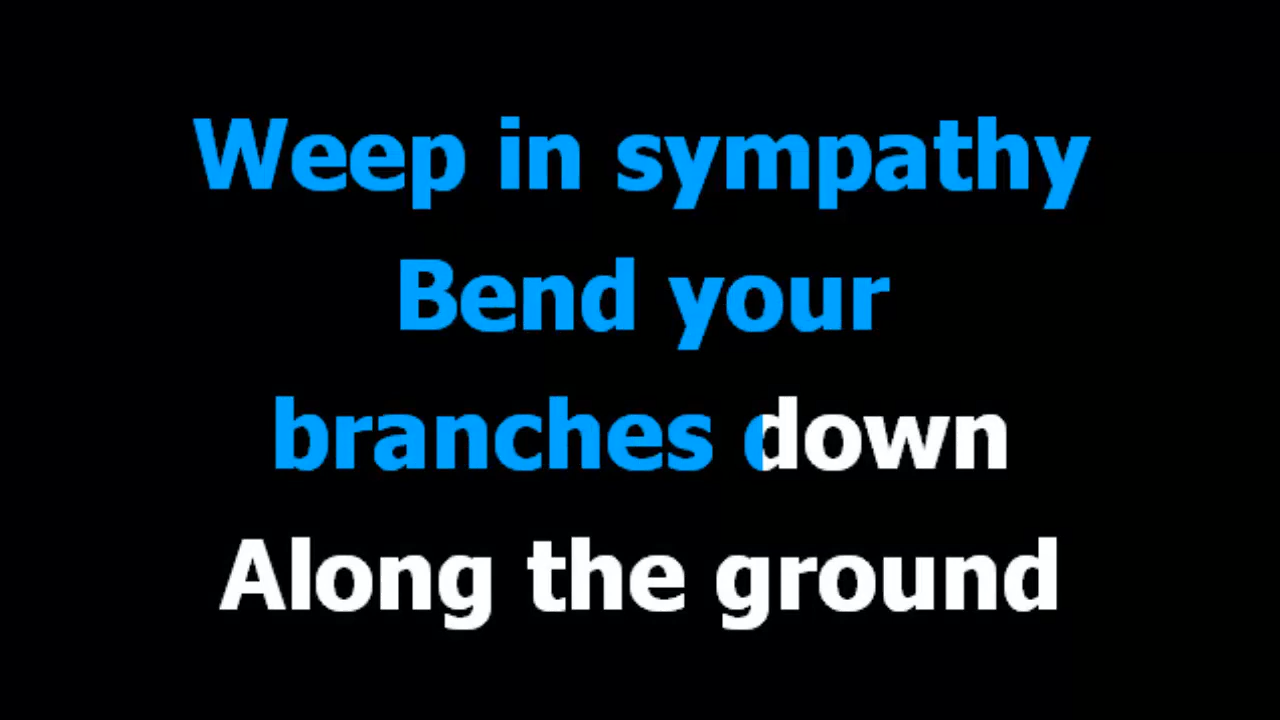 Weep in sympathy
Bend your
branches down
Along the ground